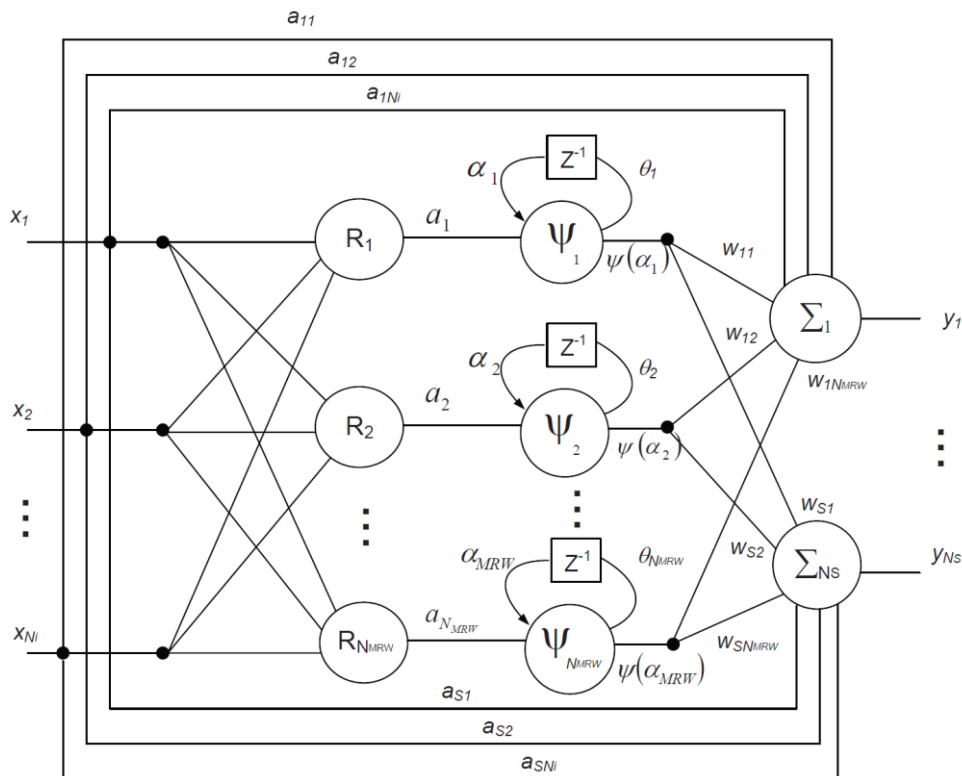 a11
a12
a1Ni
Z-1
α1
θ1
x1
R1
a1
Ψ1
ψ(α1)
w11
Σ1
y1
Z-1
α2
θ2
w12
w1NMRW
x2
R2
a2
Ψ2
ψ(α2)
⋮
⋮
⋮
⋮
wS1
Z-1
αMRW
θNMRW
wS2
ΣNS
yNS
xNi
RNMRW
aNMRW
ΨNMRW
ψ(αMRW)
wSNMRW
aS1
aS2
aSNi